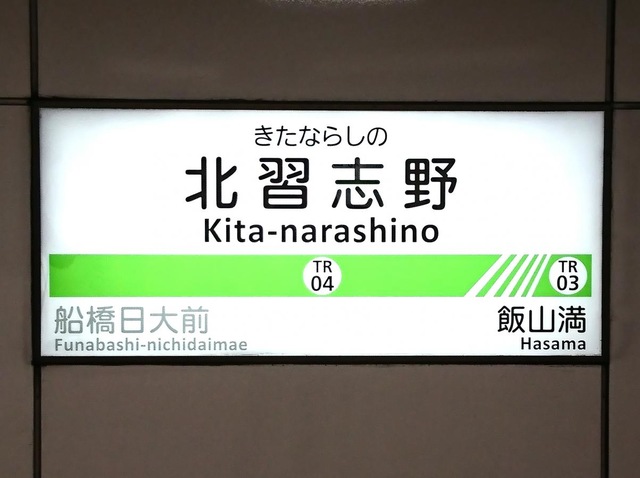 きたならしの
北習志野
Kita-narashino
TR
04
TR
03
船橋日大前
Funabashi-nichidaimae
飯山満
Hasama